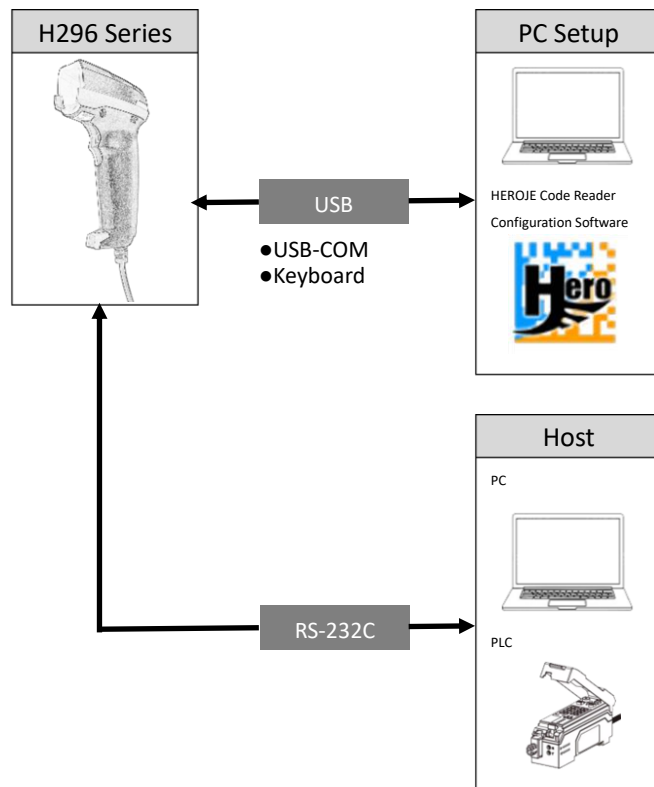 H296 Series
PC Setup
USB
●USB-COM
●Keyboard
HEROJE Code Reader
Configuration Software
Hero
Host
PC
RS-232C
PLC